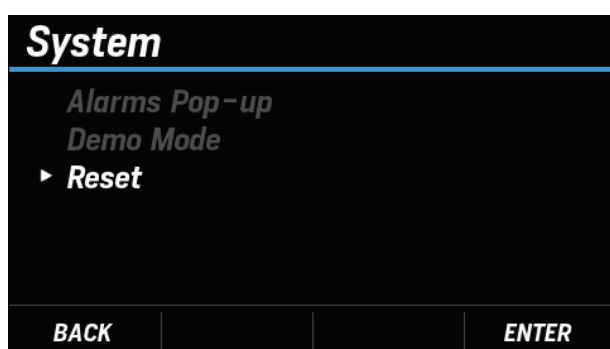 System
Alarms Pop-up
Demo Mode
Reset
BACK
ENTER